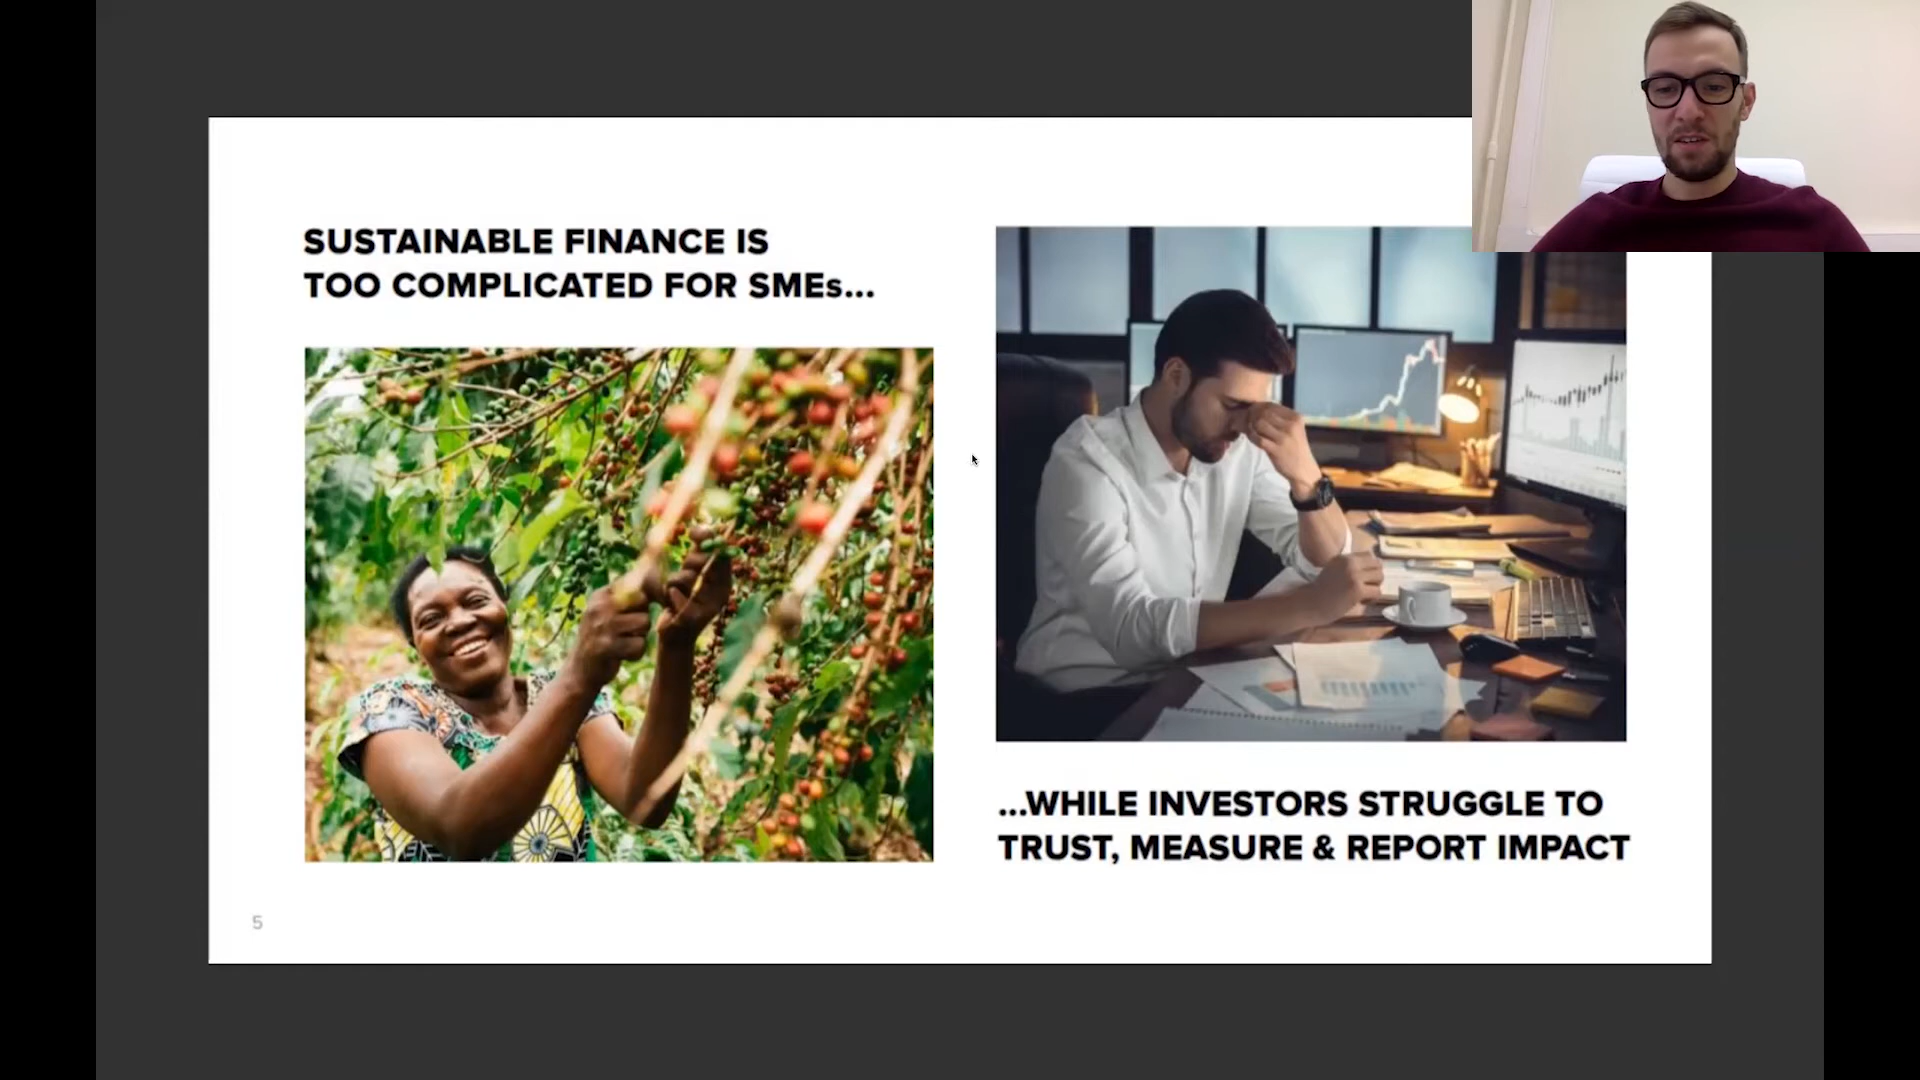 SUSTAINABLE FINANCE IS
TOO COMPLICATED FOR SMEs...
...WHILE INVESTORS STRUGGLE TO
TRUST, MEASURE & REPORT IMPACT
5